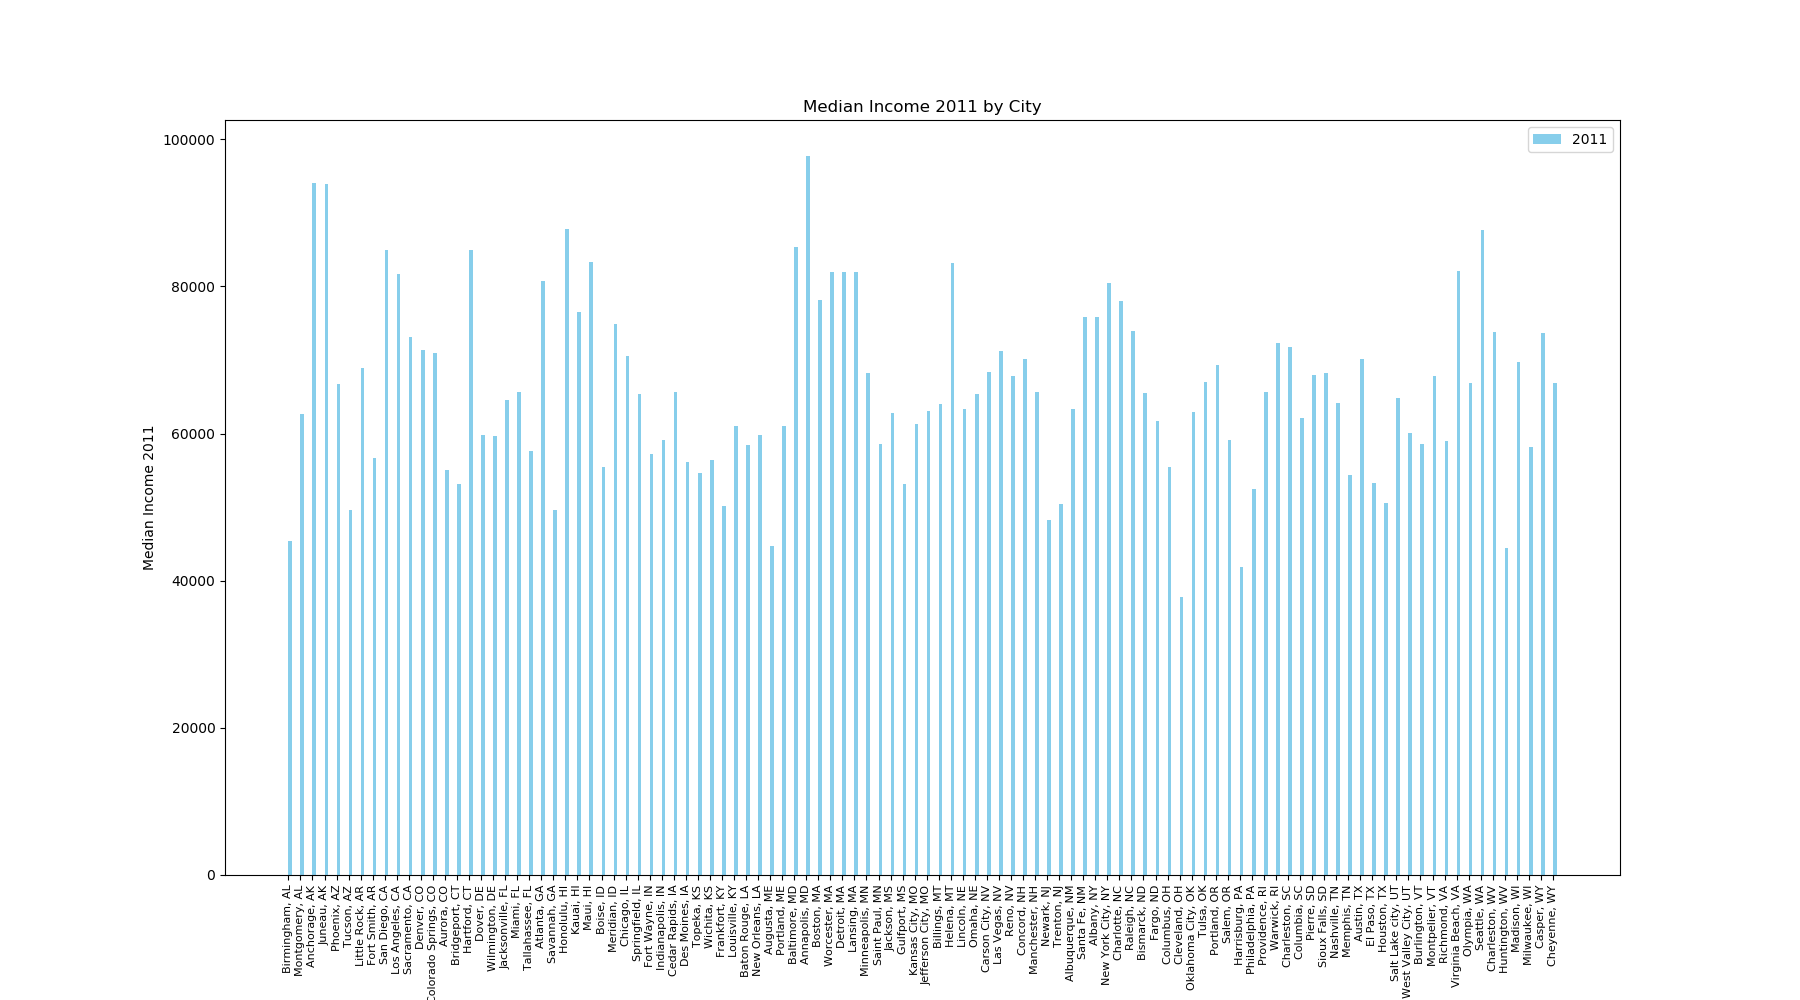 Median Income 2011 by City
2011
Median Income 2011
100000
80000
60000
40000
20000
0
Birmingham, AL
Montgomery, AL
Anchorage, AK
Juneau, AK
Phoenix, AZ
Tucson, AZ
Little Rock, AR
Fort Smith, AR
San Diego, CA
Los Angeles, CA
Sacramento, CA
Denver, CO
Colorado Springs, CO
Aurora, CO
Bridgeport, CT
Hartford, CT
Dover, DE
Wilmington, DE
Jacksonville, FL
Miami, FL
Tallahassee, FL
Atlanta, GA
Savannah, GA
Honolulu, HI
Kauai, HI
Maui, HI
Boise, ID
Meridian, ID
Chicago, IL
Springfield, IL
Fort Wayne, IN
Indianapolis, IN
Cedar Rapids, IA
Des Moines, IA
Topeka, KS
Wichita, KS
Frankfort, KY
Louisville, KY
Baton Rouge, LA
New Orleans, LA
Augusta, ME
Portland, ME
Baltimore, MD
Annapolis, MD
Boston, MA
Worcester, MA
Detroit, MA
Lansing, MA
Minneapolis, MN
Saint Paul, MN
Jackson, MS
Gulfport, MS
Kansas City, MO
Jefferson City, MO
Billings, MT
Helena, MT
Lincoln, NE
Omaha, NE
Carson City, NV
Las Vegas, NV
Reno, NV
Concord, NH
Manchester, NH
Newark, NJ
Trenton, NJ
Albuquerque, NM
Santa Fe, NM
Albany, NY
New York City, NY
Charlotte, NC
Raleigh, NC
Bismarck, ND
Fargo, ND
Columbus, OH
Cleveland, OH
Oklahoma City, OK
Tulsa, OK
Portland, OR
Salem, OR
Harrisburg, PA
Philadelphia, PA
Providence, RI
Warwick, RI
Charleston, SC
Columbia, SC
Pierre, SD
Sioux Falls, SD
Nashville, TN
Memphis, TN
Austin, TX
El Paso, TX
Houston, TX
Salt Lake city, UT
West Valley City, UT
Burlington, VT
Montpelier, VT
Richmond, VA
Virginia Beach, VA
Olympia, WA
Seattle, WA
Charleston, WV
Huntington, WV
Madison, WI
Milwaukee, WI
Casper, WY
Cheyenne, WY